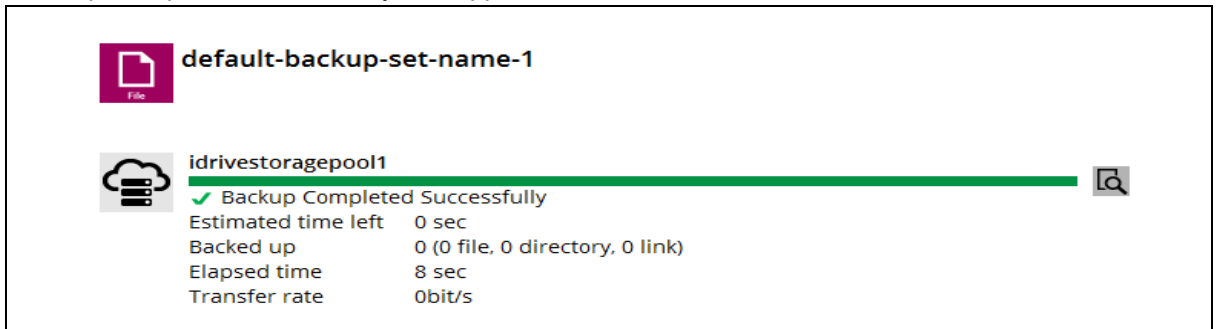 default-backup-set-name-1
File
idrivestoragepool1
Backup Completed Successfully
Estimated time left 0 sec
Backed up 0 (0 file, 0 directory, 0 link)
Elapsed time 8 sec
Transfer rate 0bit/s